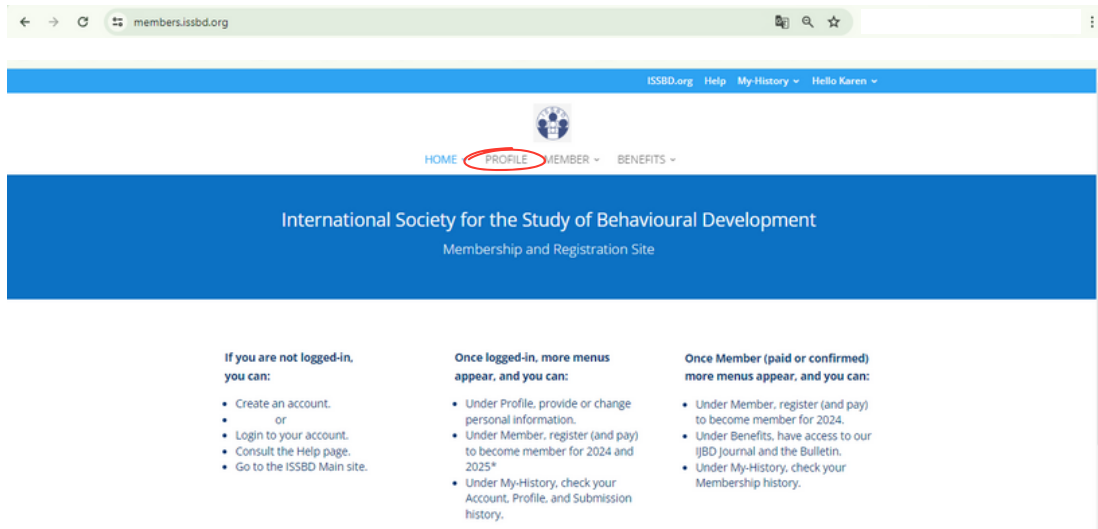 members.issbd.org
ISSBD.org Help My-History Hello Karen
HOME PROFILE MEMBER BENEFITS
International Society for the Study of Behavioural Development
Membership and Registration Site
If you are not logged-in,
you can:
• Create an account.
• or
• Login to your account.
• Consult the Help page.
• Go to the ISSBD Main site.
Once logged-in, more menus
appear, and you can:
• Under Profile, provide or change
personal information.
• Under Member, register (and pay)
to become member for 2024 and
2025*
• Under My-History, check your
Account, Profile, and Submission
history.
Once Member (paid or confirmed)
more menus appear, and you can:
• Under Member, register (and pay)
to become member for 2024.
• Under Benefits, have access to our
IJBD Journal and the Bulletin.
• Under My-History, check your
Membership history.